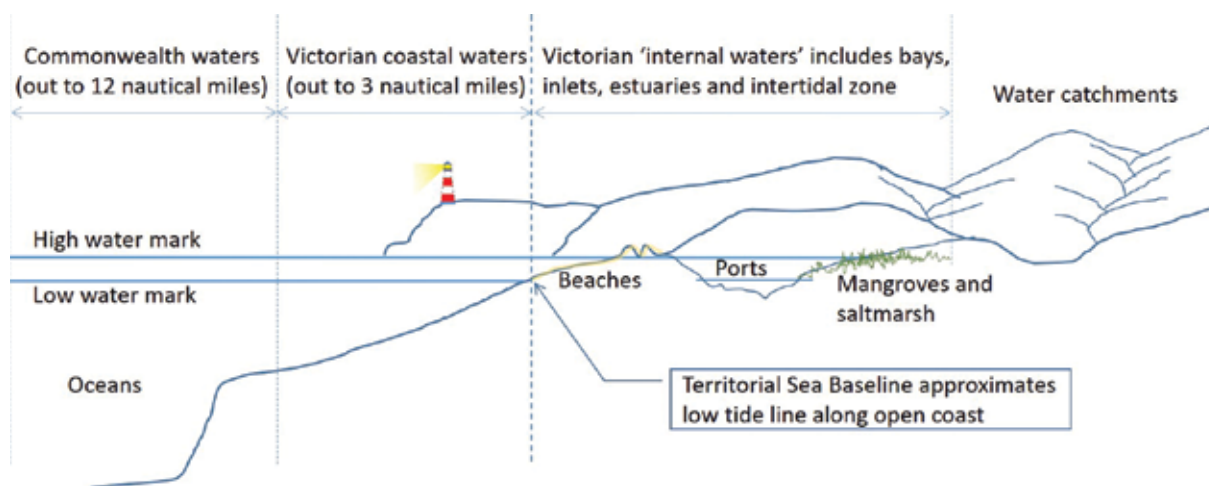 Commonwealth waters
(out to 12 nautical miles)
Victorian coastal waters
(out to 3 nautical miles)
Victorian ‘internal waters’ includes bays,
inlets, estuaries and intertidal zone
Water catchments
High water mark
Low water mark
Beaches
Ports
Mangroves and
saltmarsh
Oceans
Territorial Sea Baseline approximates
low tide line along open coast